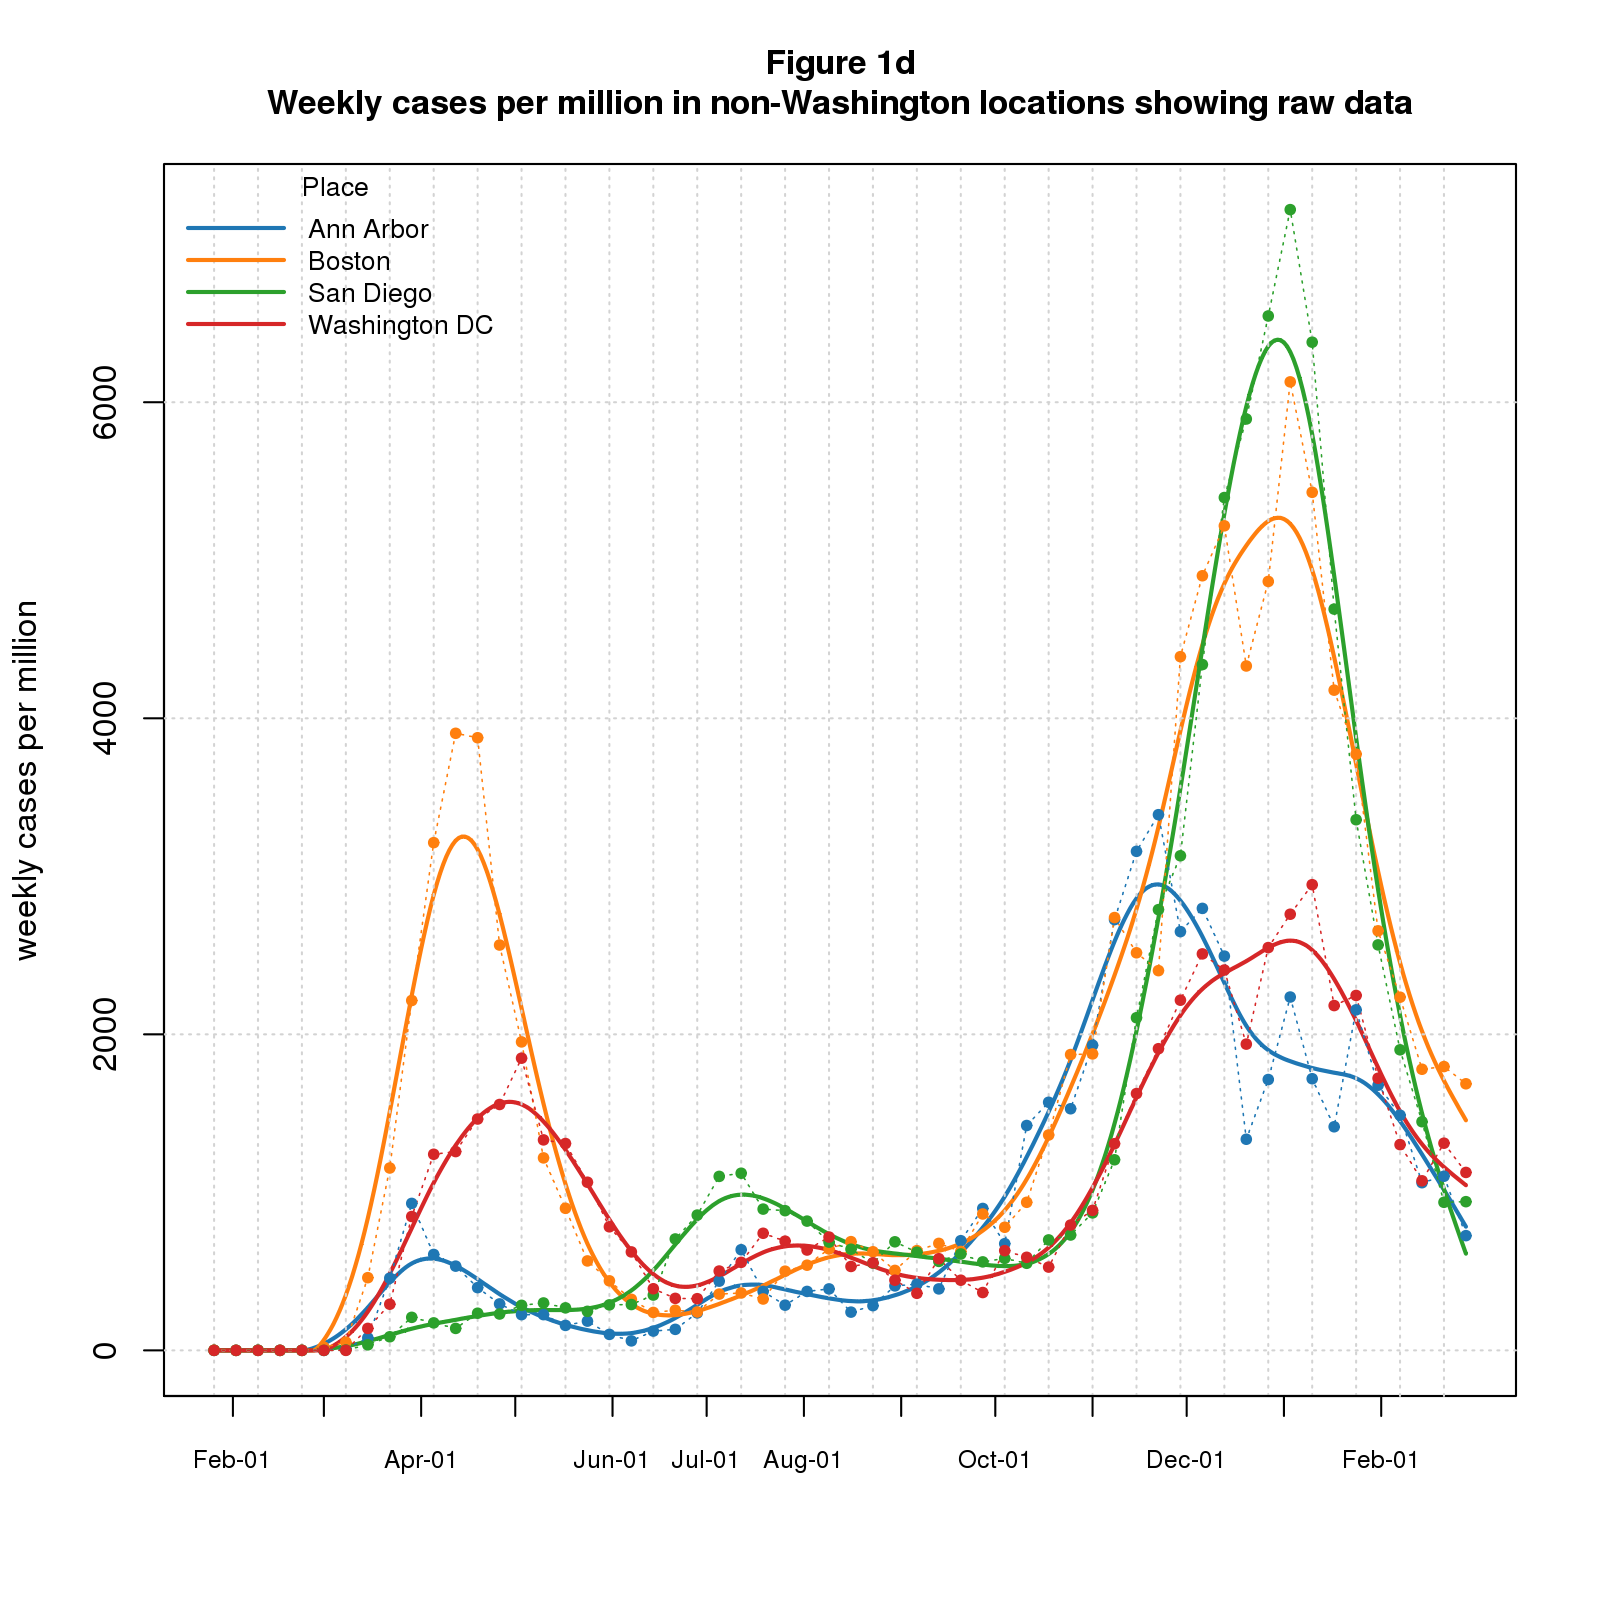 Figure 1d
Weekly cases per million in non-Washington locations showing raw data
Place
Ann Arbor
Boston
San Diego
Washington DC
weekly cases per million
6000
4000
2000
0
Feb-01 Apr-01 Jun-01 Jul-01 Aug-01 Oct-01 Dec-01 Feb-01